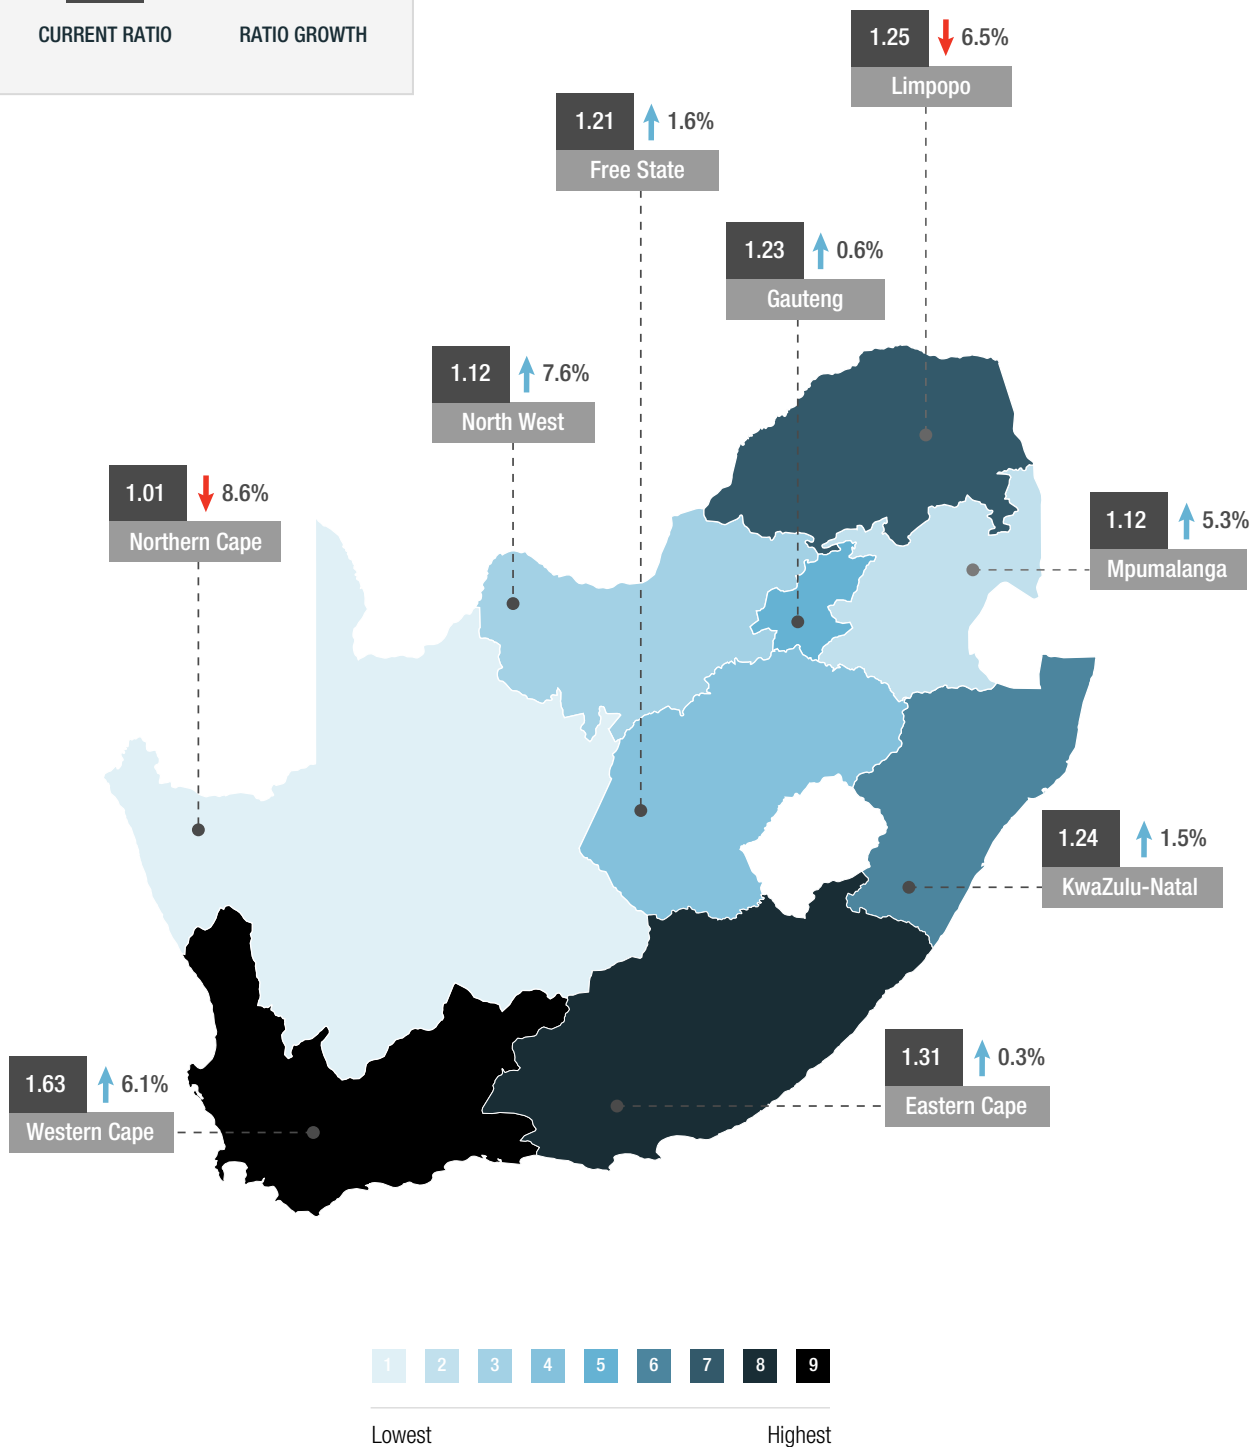 CURRENT RATIO
RATIO GROWTH
1.25 6.5%
Limpopo
1.21 1.6%
Free State
1.23 0.6%
Gauteng
1.12 7.6%
North West
1.01 8.6%
Northern Cape
1.12 5.3%
Mpumalanga
1.24 1.5%
KwaZulu-Natal
1.31 0.3%
Eastern Cape
1.63 6.1%
Western Cape
1 2 3 4 5 6 7 8 9
Lowest Highest